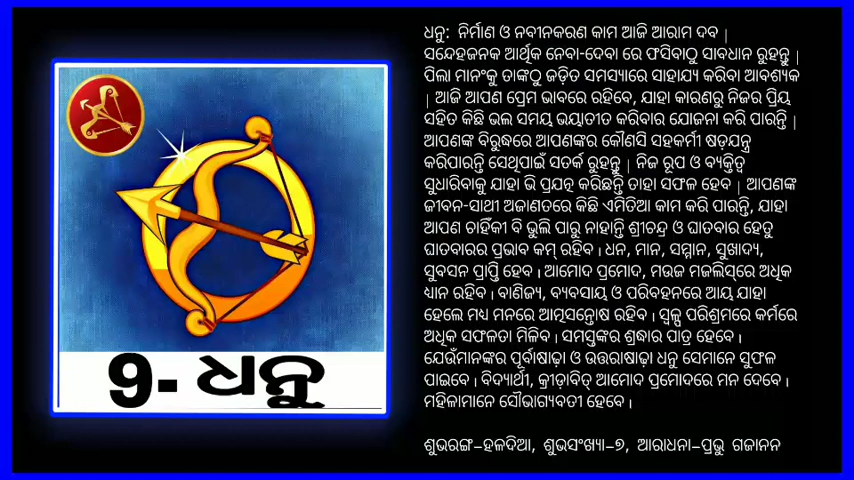 9- ଧନୁ
ଧନୁ: ନିର୍ମାଣ ଓ ନବୀନକରଣ କାମ ଆଜି ଆରାମ ଦବ |
ସନ୍ଦେହଜନକ ଆର୍ଥିକ ନେବା-ଦେବା ରେ ଫସିବାଠୁ ସାବଧାନ ରୁହନ୍ତୁ |
ପିଲା ମାନଂକୁ ତାଙ୍କଠୁ ଜଡ଼ିତ ସମସ୍ୟାରେ ସାହାଯ୍ୟ କରିବା ଆବଶ୍ୟକ
| ଆଜି ଆପଣ ପ୍ରେମ ଭାବରେ ରହିବେ, ଯାହା କାରଣରୁ ନିଜର ପ୍ରିୟ
ସହିତ କିଛି ଭଲ ସମୟ ଭୟାତୀତ କରିବାର ଯୋଜନା କରି ପାରନ୍ତି |
ଆପଣଙ୍କ ବିରୁଦ୍ଧରେ ଆପଣଙ୍କର କୌଣସି ସହକର୍ମୀ ଷଡ଼ଯନ୍ତ୍ର
କରିପାରନ୍ତି ସେଥିପାଇଁ ସତର୍କ ରୁହନ୍ତୁ | ନିଜ ରୂପ ଓ ବ୍ୟକ୍ତିତ୍ୱ
ସୁଧାରିବାକୁ ଯାହା ଭି ପ୍ରଯତ୍ନ କରିଛନ୍ତି ତାହା ସଫଳ ହେବ | ଆପଣଙ୍କ
ଜୀବନ-ସାଥୀ ଅଜାଣତରେ କିଛି ଏମିତିଆ କାମ କରି ପାରନ୍ତି, ଯାହା
ଆପଣ ଚାହିଁକୀ ବି ଭୁଲି ପାରୁ ନାହାନ୍ତି ଶ୍ରୀଚନ୍ଦ୍ର ଓ ଘାତବାର ହେତୁ
ଘାତବାରର ପ୍ରଭାବ କମ୍ ରହିବ। ଧନ, ମାନ, ସମ୍ମାନ, ସୁଖାଦ୍ୟ,
ସୁବସନ ପ୍ରାପ୍ତି ହେବ। ଆମୋଦ ପ୍ରମୋଦ, ମଉଜ ମଜଲିସ୍‌ରେ ଅଧିକ
ଧ୍ୟାନ ରହିବ। ବାଣିଜ୍ୟ, ବ୍ୟବସାୟ ଓ ପରିବହନରେ ଆୟ ଯାହା
ହେଲେ ମଧ୍ୟ ମନରେ ଆତ୍ମସନ୍ତୋଷ ରହିବ। ସ୍ୱଳ୍ପ ପରିଶ୍ରମରେ କର୍ମରେ
ଅଧିକ ସଫଳତା ମିଳିବ। ସମସ୍ତଙ୍କର ଶ୍ରଦ୍ଧାର ପାତ୍ର ହେବେ।
ଯେଉଁମାନଙ୍କର ପୂର୍ବାଷାଢ଼ା ଓ ଉତ୍ତରାଷାଢ଼ା ଧନୁ ସେମାନେ ସୁଫଳ
ପାଇବେ। ବିଦ୍ୟାର୍ଥୀ, କ୍ରୀଡ଼ାବିତ୍ ଆମୋଦ ପ୍ରମୋଦରେ ମନ ଦେବେ।
ମହିଳାମାନେ ସୌଭାଗ୍ୟବତୀ ହେବେ।
ଶୁଭରଙ୍ଗ–ହଳଦିଆ, ଶୁଭସଂଖ୍ୟା–୭, ଆରାଧନା–ପ୍ରଭୁ ଗଜାନନ